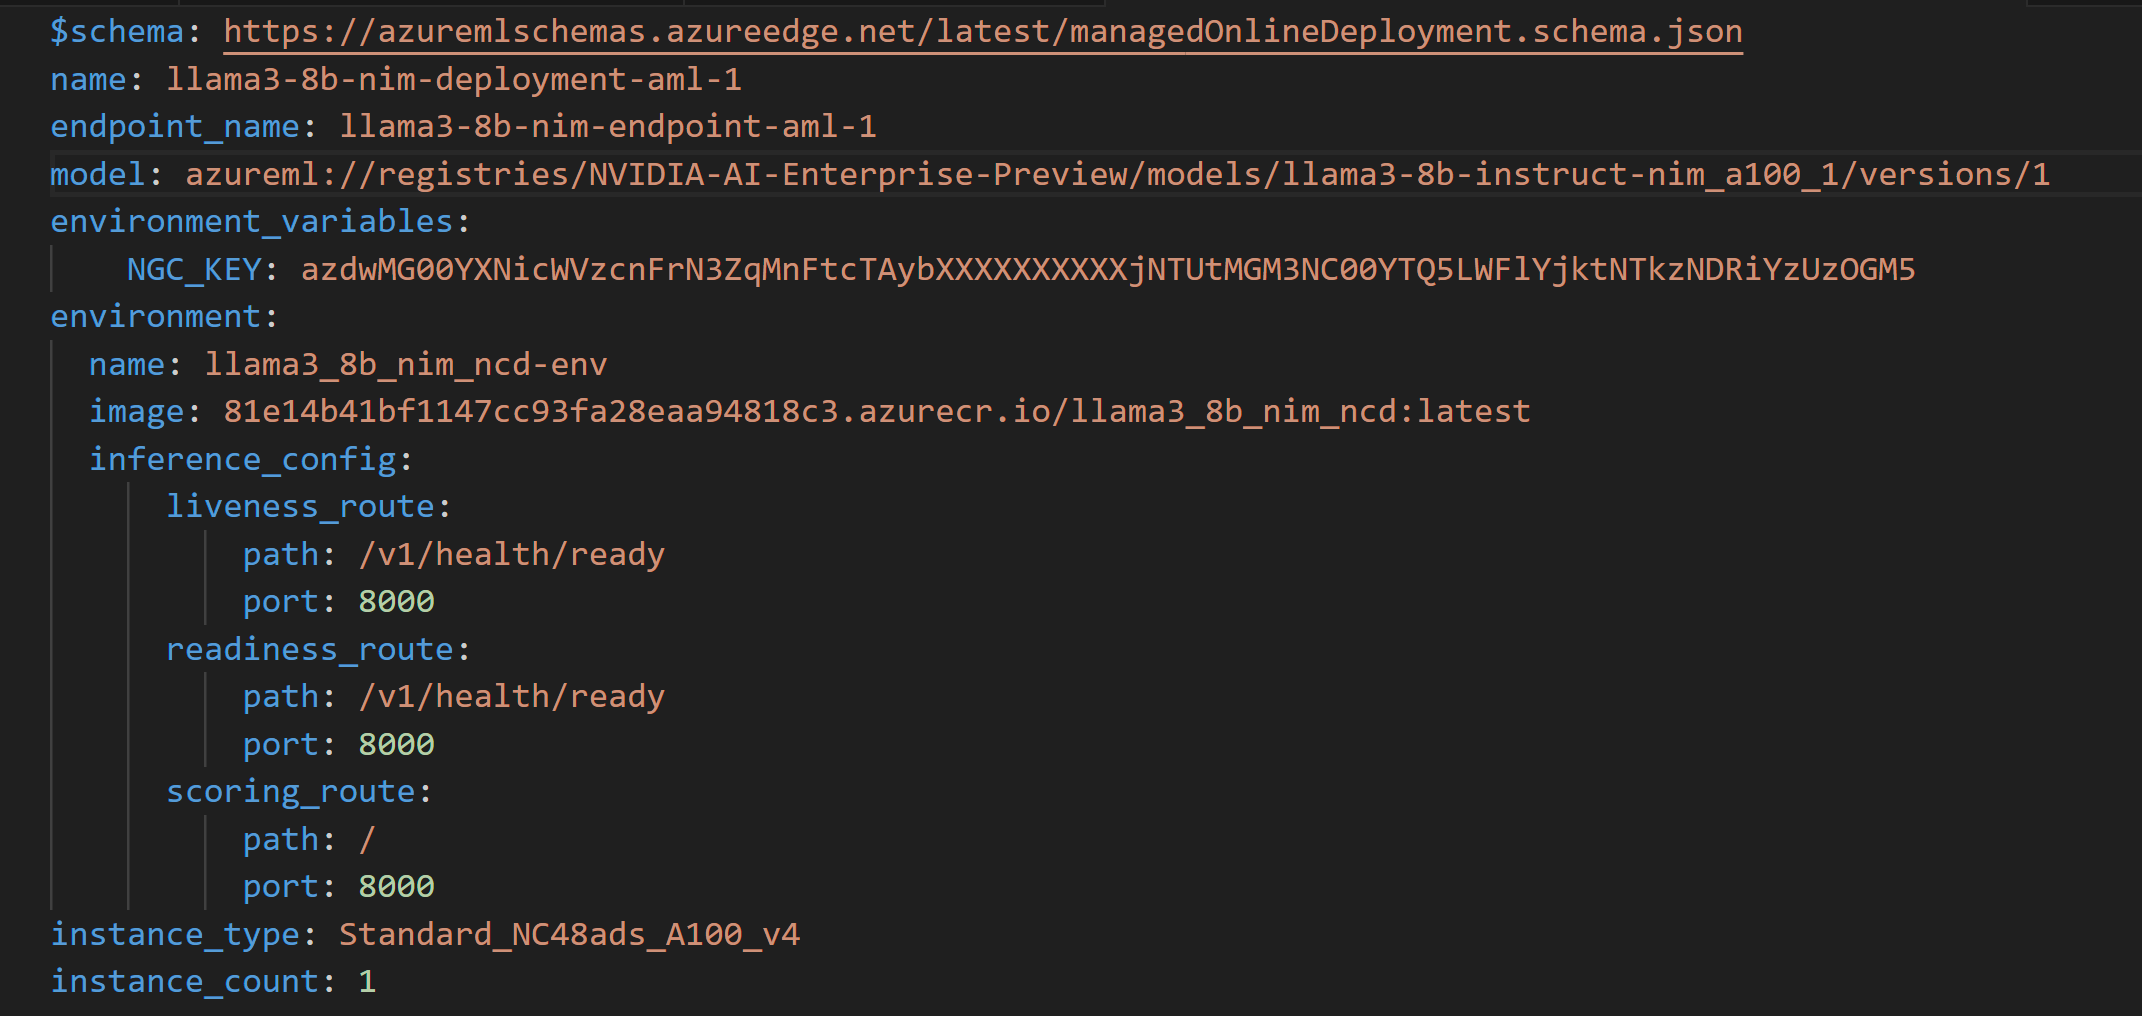 $schema: https://azuremlschemas.azureedge.net/latest/managedOnlineDeployment.schema.json
name: llama3-8b-nim-deployment-aml-1
endpoint_name: llama3-8b-nim-endpoint-aml-1
model: azureml://registries/NVIDIA-AI-Enterprise-Preview/models/llama3-8b-instruct-nim_a100_1/versions/1
environment_variables:
    NGC_KEY: azdwMG00YXNicWVzcnFrN3ZqMnFtcTAybXXXXXXXXXXjNTUtMGM3NC00YTQ5LWFlYjktNTkzNDRiYzUzOGM5
environment:
  name: llama3_8b_nim_ncd-env
  image: 81e14b41bf1147cc93fa28eaa94818c3.azurecr.io/llama3_8b_nim_ncd:latest
  inference_config:
      liveness_route:
          path: /v1/health/ready
          port: 8000
      readiness_route:
          path: /v1/health/ready
          port: 8000
      scoring_route:
          path: /
          port: 8000
instance_type: Standard_NC48ads_A100_v4
instance_count: 1